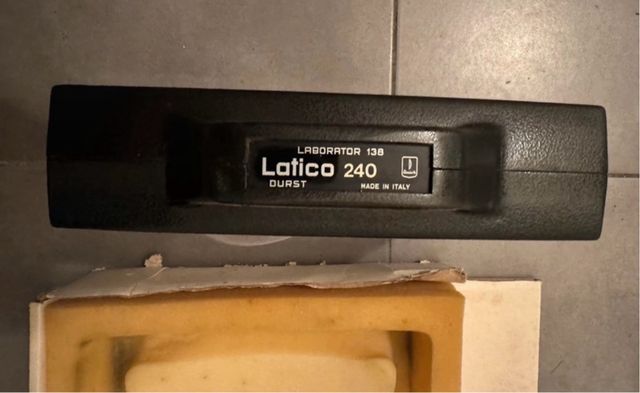 LABORATOR 138
Latico 240
DURST MADE IN ITALY